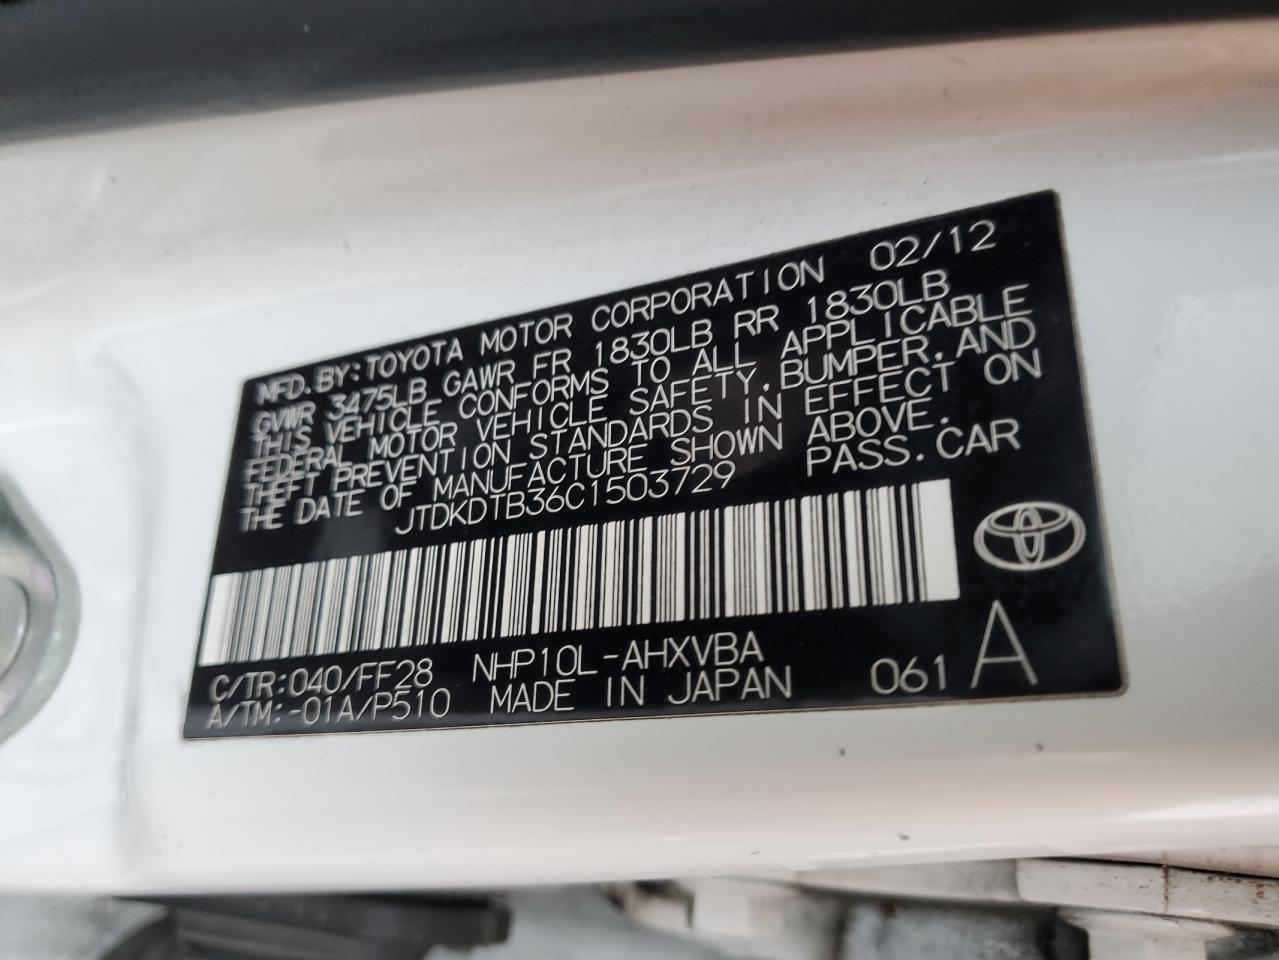 MFD. BY: TOYOTA MOTOR CORPORATION 02/12
GVWR 3475LB GAWR FR 1830LB RR 1830LB
THIS VEHICLE CONFORMS TO ALL APPLICABLE
FEDERAL MOTOR VEHICLE SAFETY, BUMPER, AND
THEFT PREVENTION STANDARDS IN EFFECT ON
THE DATE OF MANUFACTURE SHOWN ABOVE.
JTDKDTB36C1503729 PASS. CAR
C/TR: 040/FF28 NHP10L-AHXVBA
A/TM: -01A/P510 MADE IN JAPAN 061 A